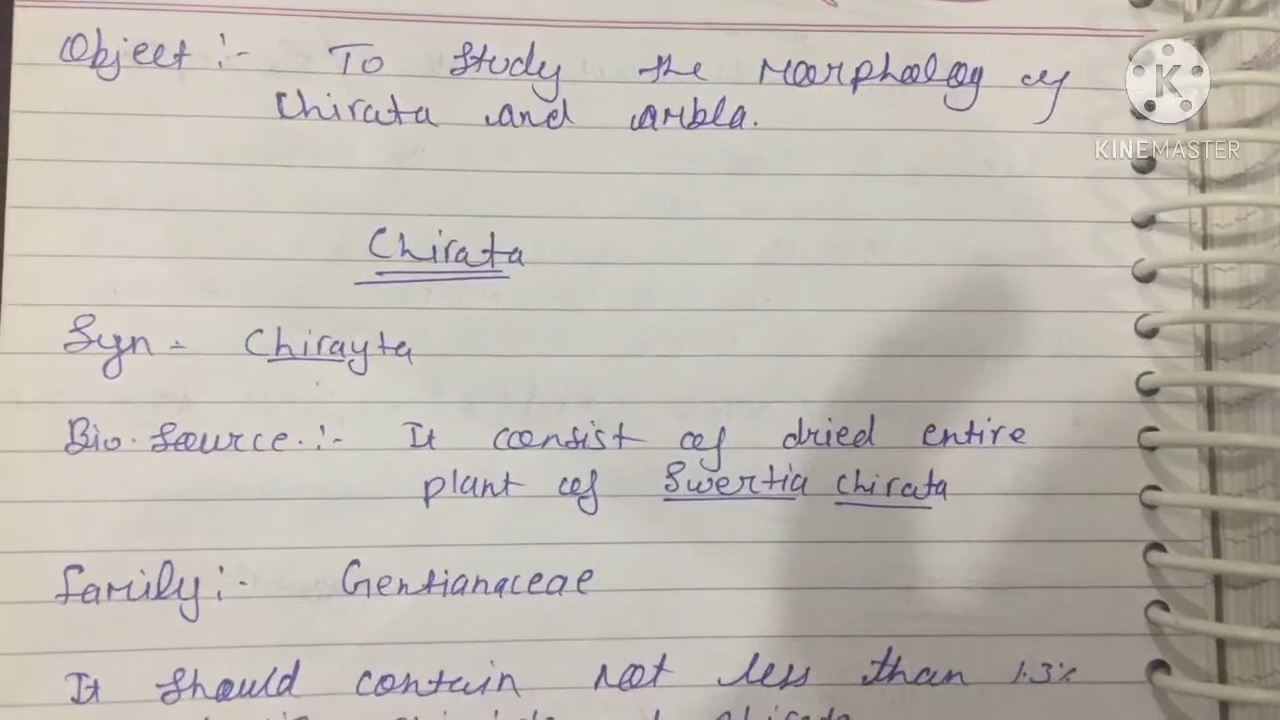 Object :- To study the Morphology of
Chirata and ambla.
K
KINEMASTER
Chirata
Syn - Chirayta
Bio. Source :- It consist of dried entire
plant of Swertia chirata
family :- Gentianaceae
It should contain not less than 1.3%